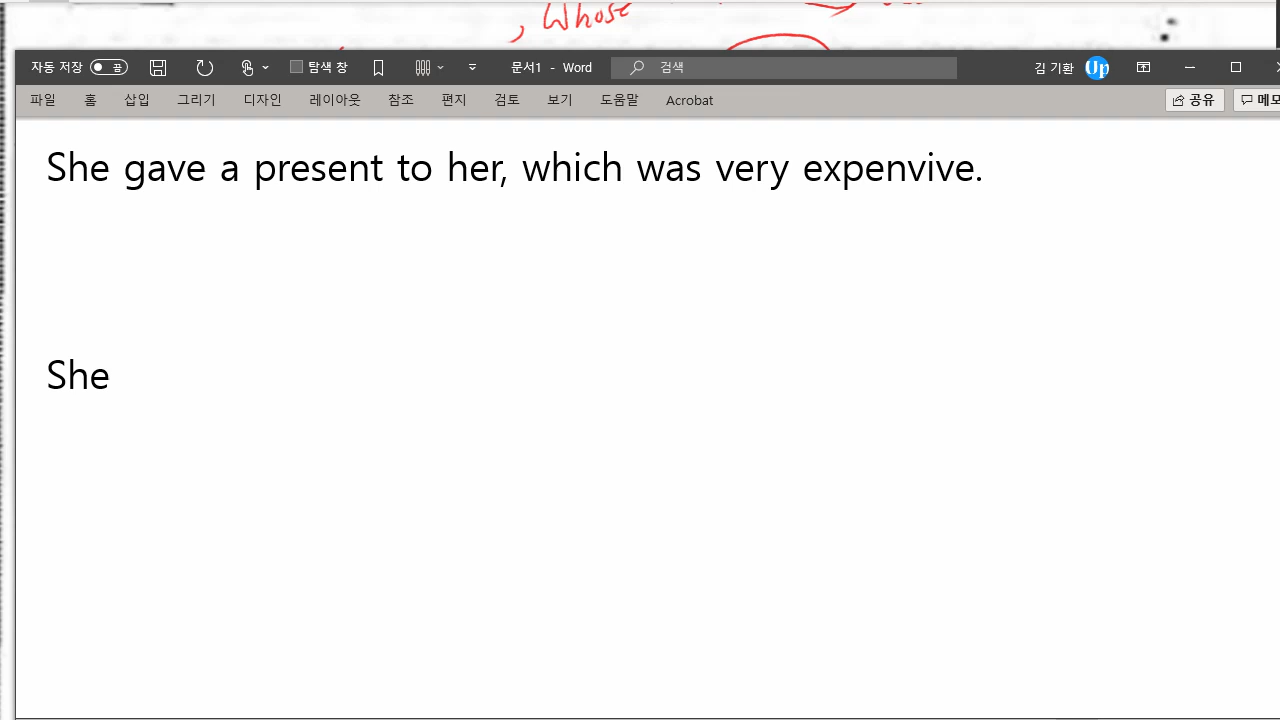 , Whose
자동 저장 끔 탐색 창 문서1 - Word 검색 김 기환 Up
파일 홈 삽입 그리기 디자인 레이아웃 참조 편지 검토 보기 도움말 Acrobat 공유 메모
She gave a present to her, which was very expenvive.
She